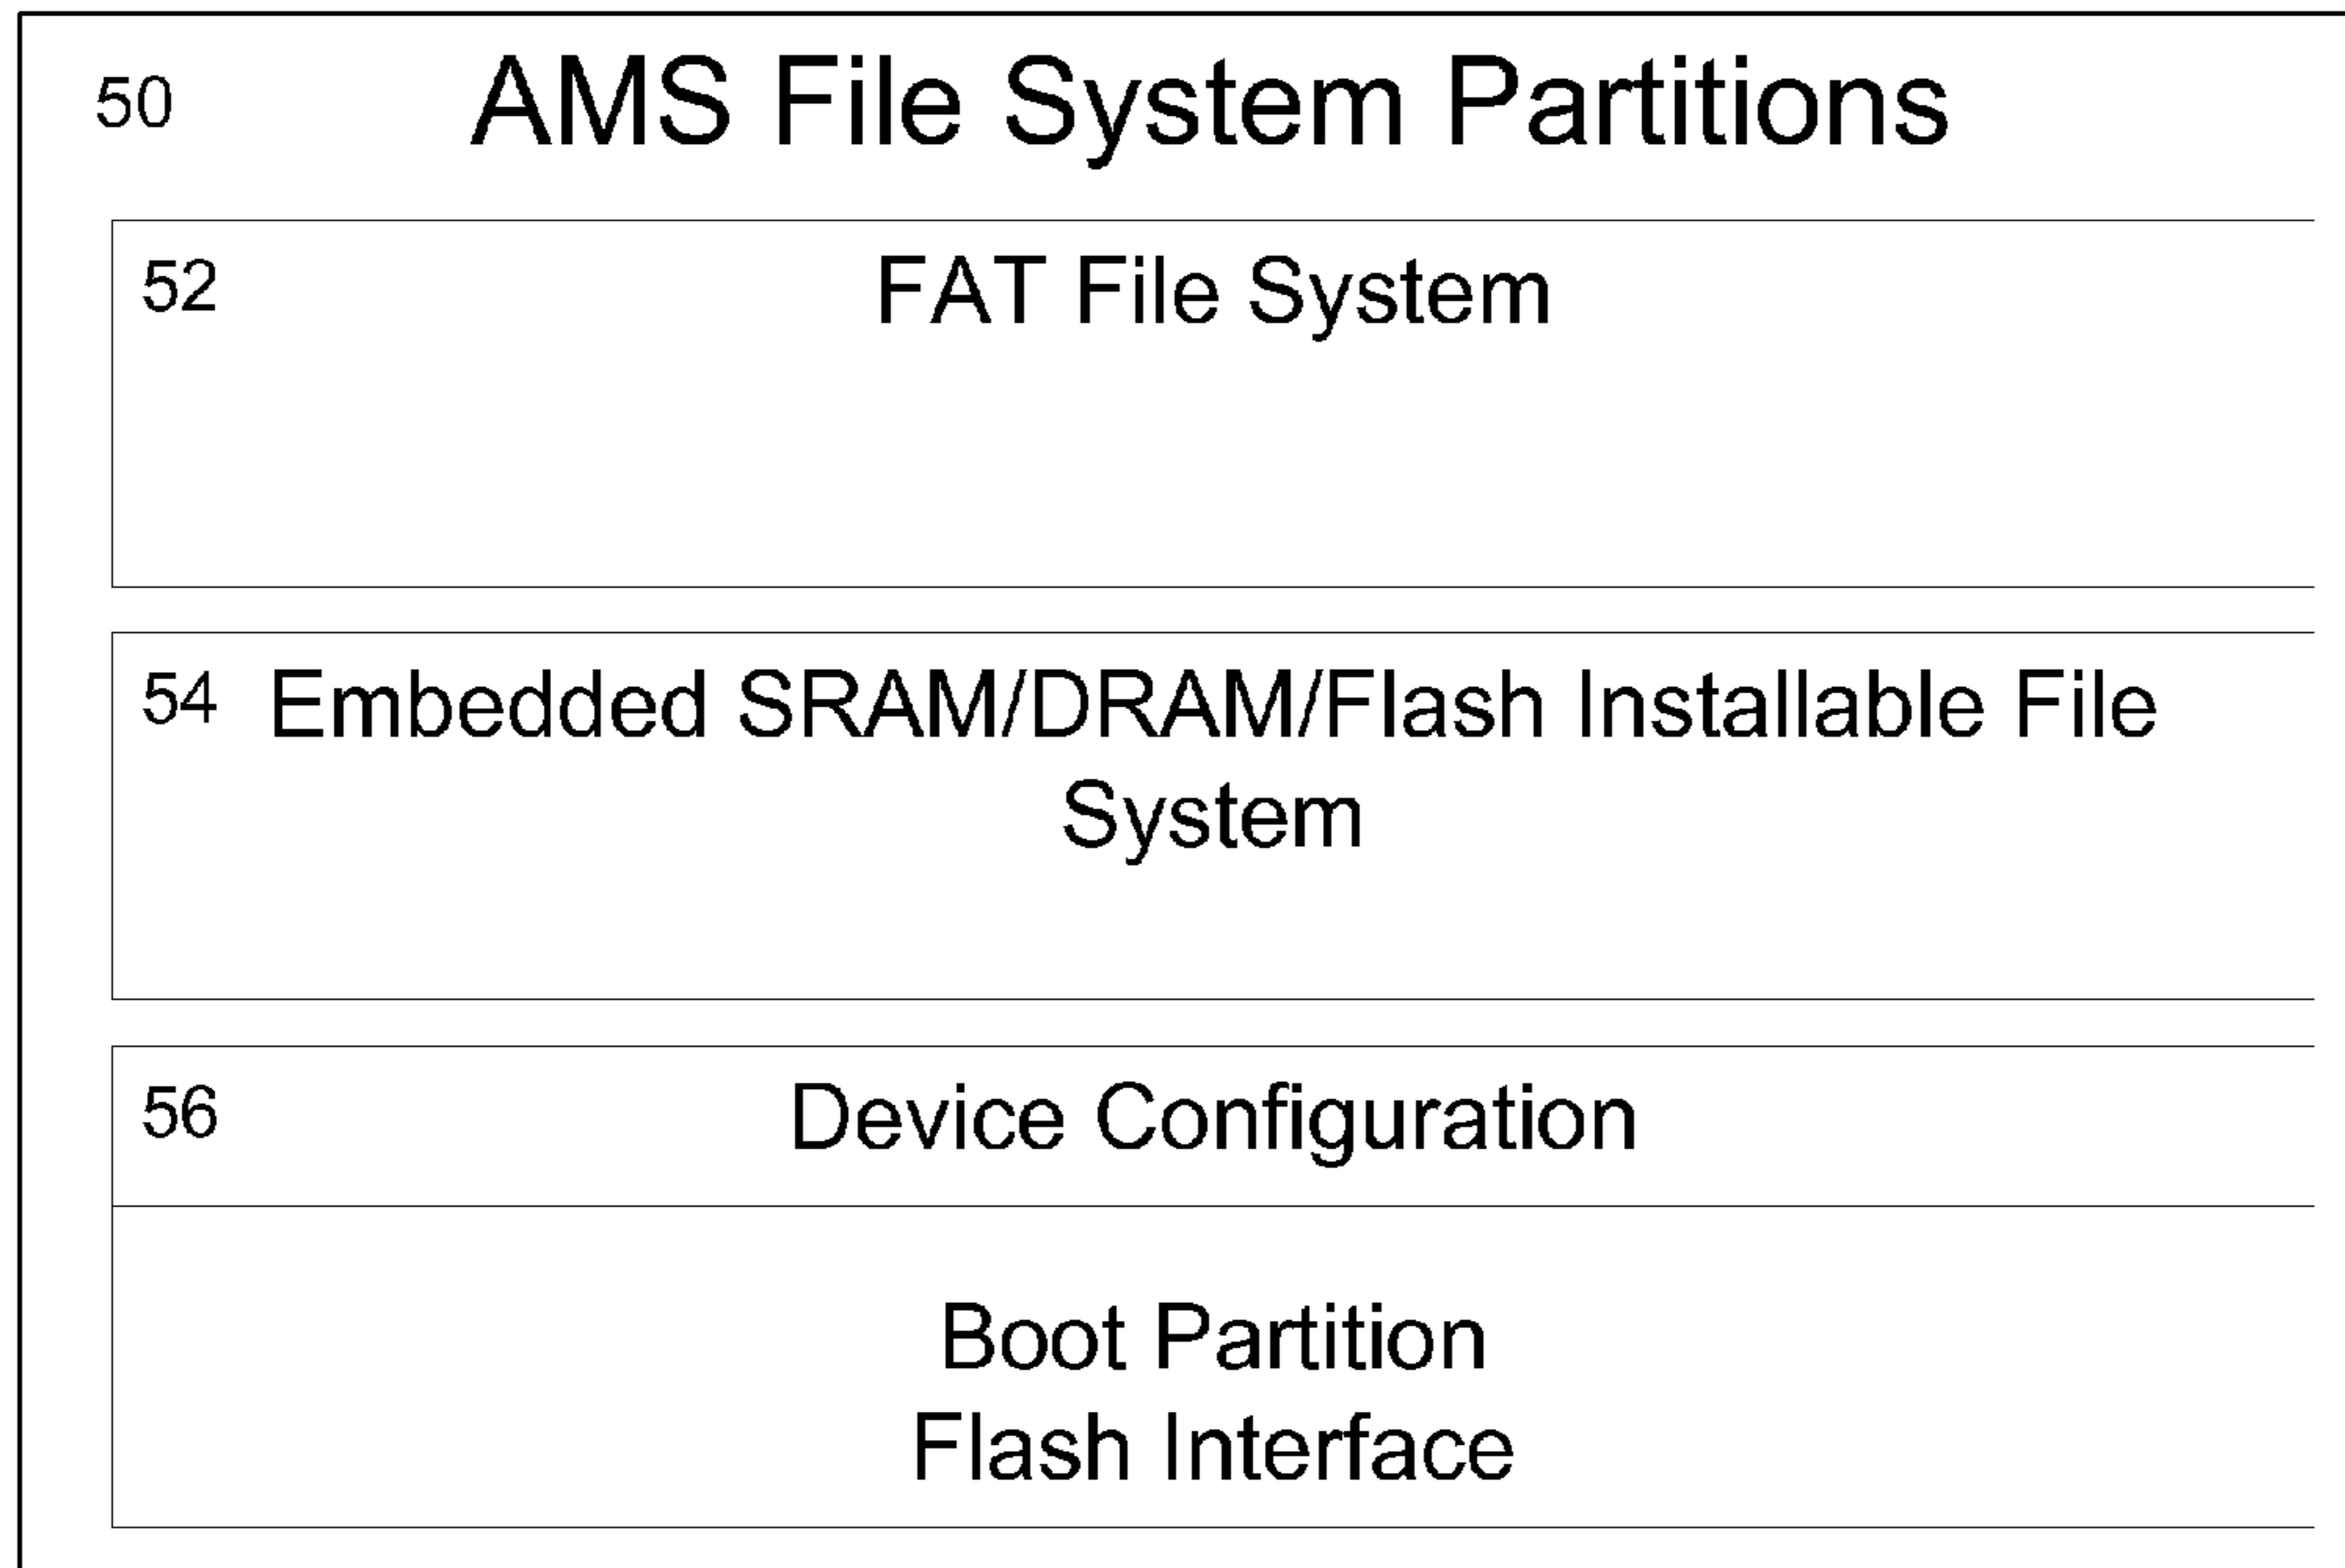 50 AMS File System Partitions
52 FAT File System
54 Embedded SRAM/DRAM/Flash Installable File
System
56 Device Configuration
Boot Partition
Flash Interface